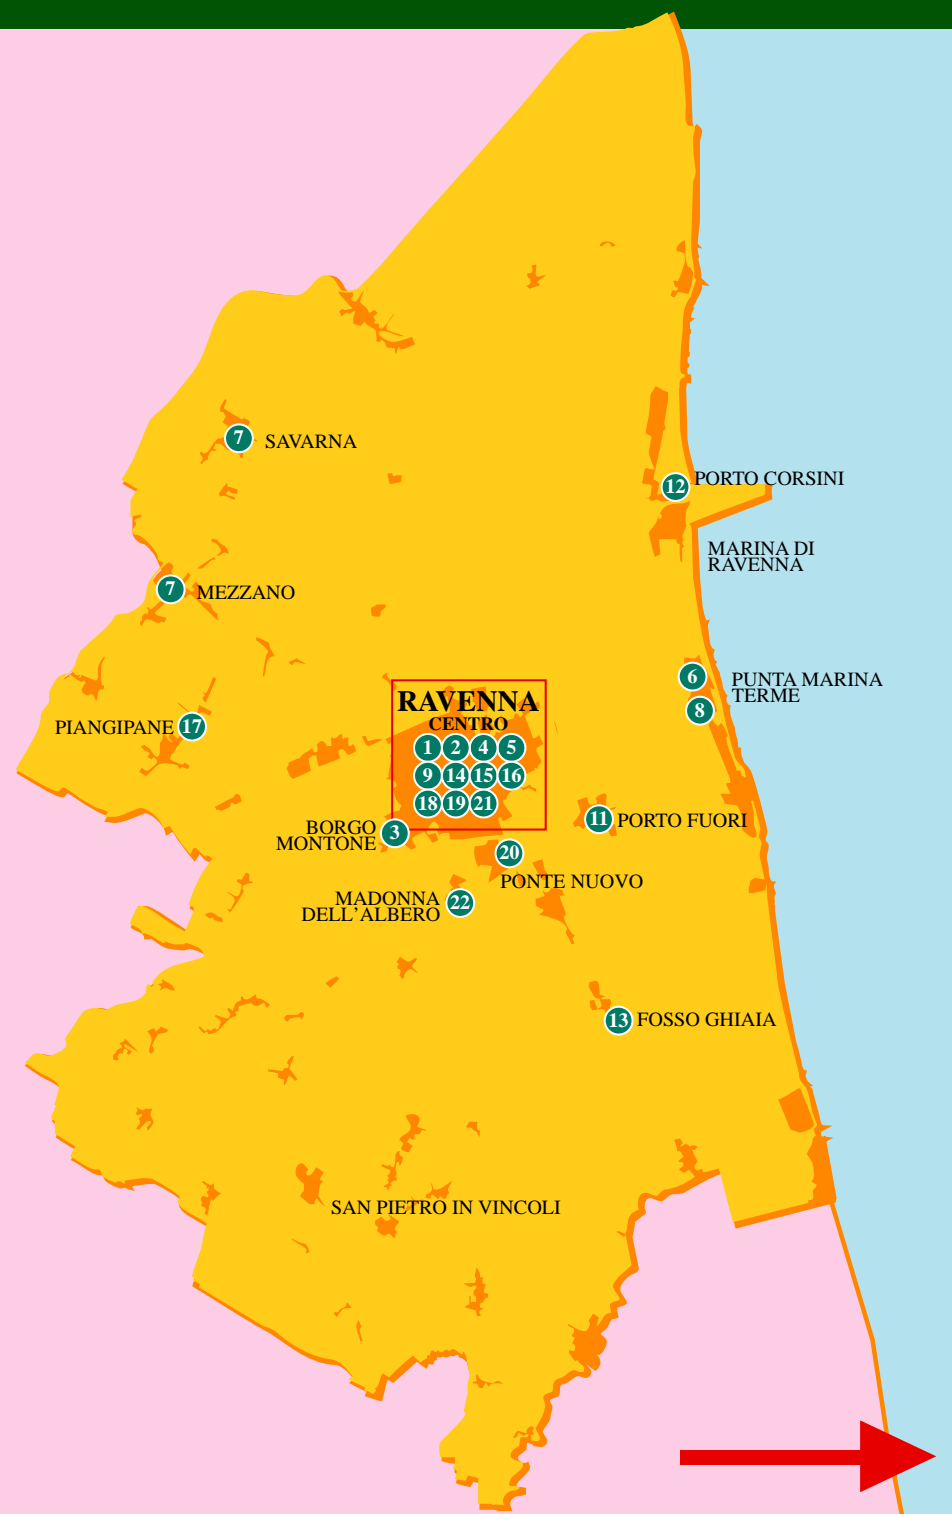 7 SAVARNA
12 PORTO CORSINI
MARINA DI
RAVENNA
7 MEZZANO
6 PUNTA MARINA
TERME
8
PIANGIPANE 17
RAVENNA
CENTRO
1 2 4 5
9 14 15 16
18 19 21
BORGO
MONTONE 3
11 PORTO FUORI
20
PONTE NUOVO
MADONNA
DELL'ALBERO 22
13 FOSSO GHIAIA
SAN PIETRO IN VINCOLI